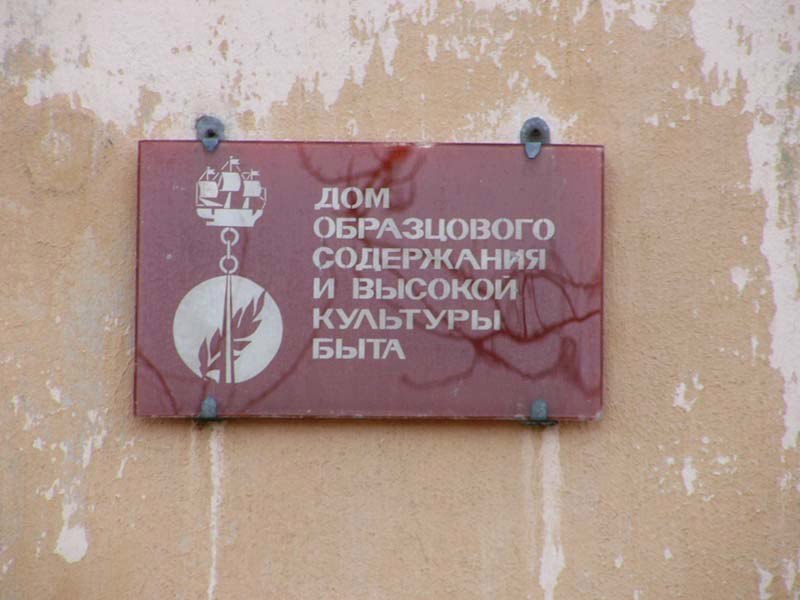 ДОМ
ОБРАЗЦОВОГО
СОДЕРЖАНИЯ
И ВЫСОКОЙ
КУЛЬТУРЫ
БЫТА